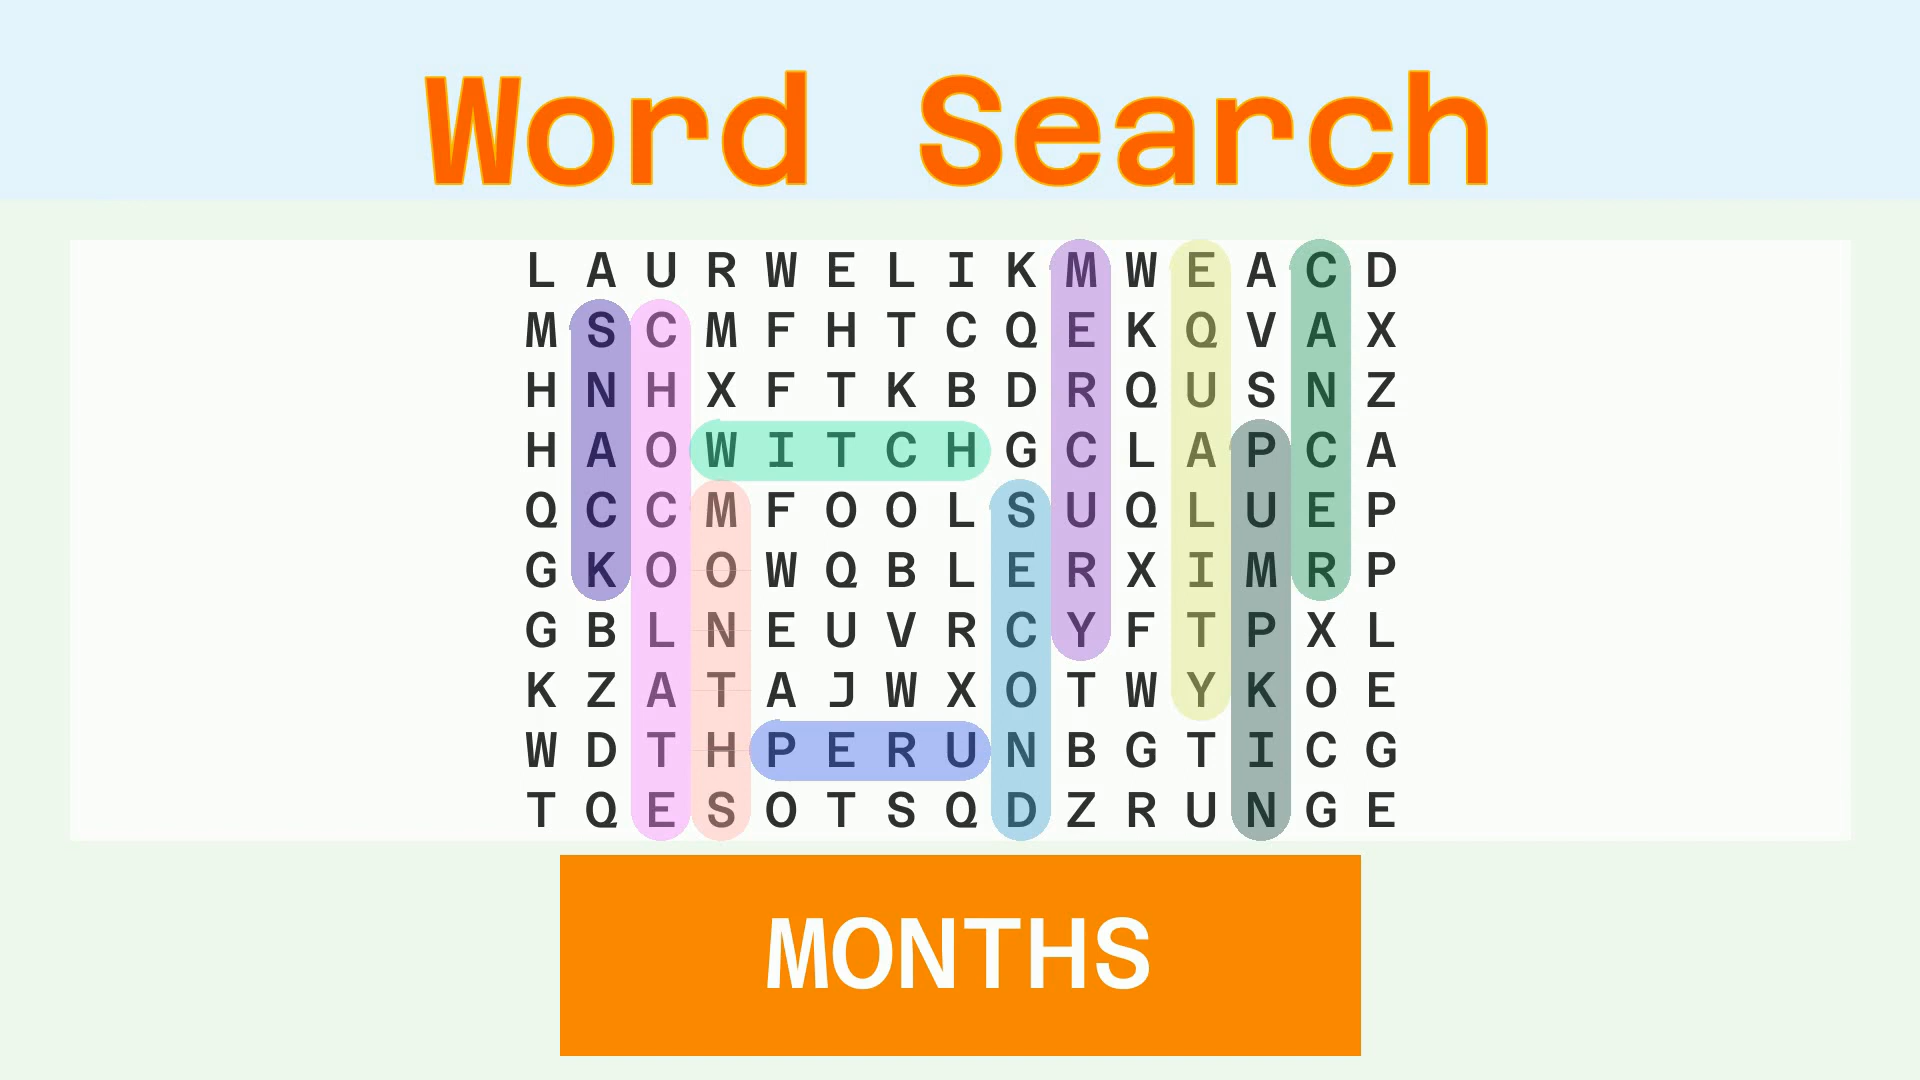 Word Search
L A U R W E L I K M W E A C D
M S C M F H T C Q E K Q V A X
H N H X F T K B D R Q U S N Z
H A O W I T C H G C L A P C A
Q C C M F O O L S U Q L U E P
G K O O W Q B L E R X I M R P
G B L N E U V R C Y F T P X L
K Z A T A J W X O T W Y K O E
W D T H P E R U N B G T I C G
T Q E S O T S Q D Z R U N G E
MONTHS